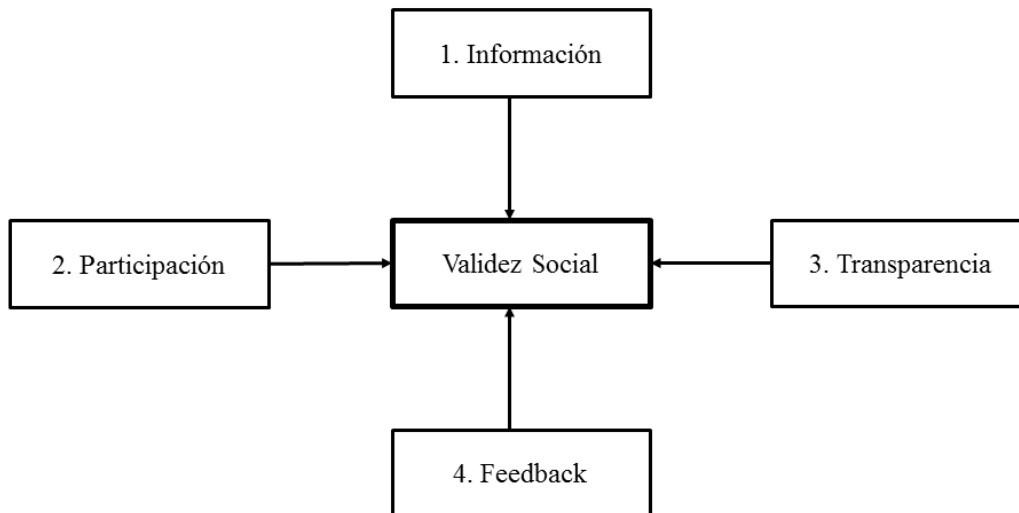 1. Información
2. Participación
Validez Social
3. Transparencia
4. Feedback